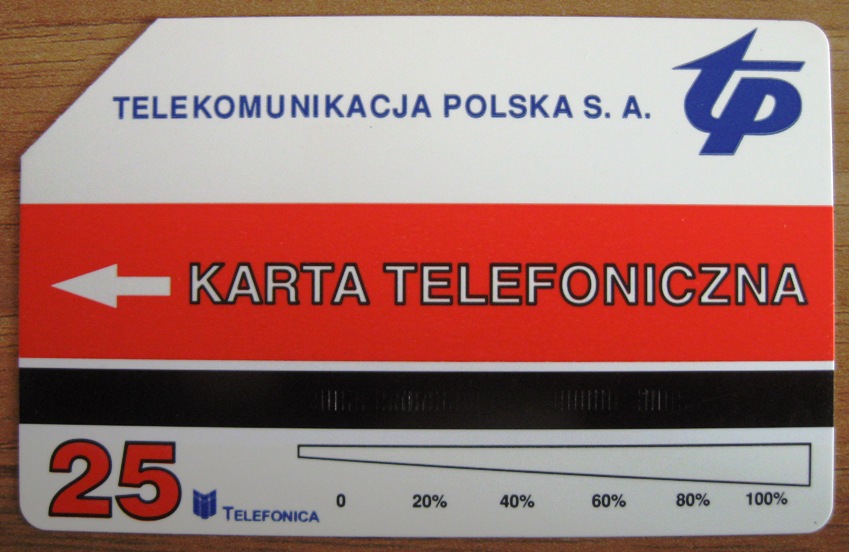 TELEKOMUNIKACJA POLSKA S. A.
tp
KARTA TELEFONICZNA
25
TELEFONICA
0 20% 40% 60% 80% 100%